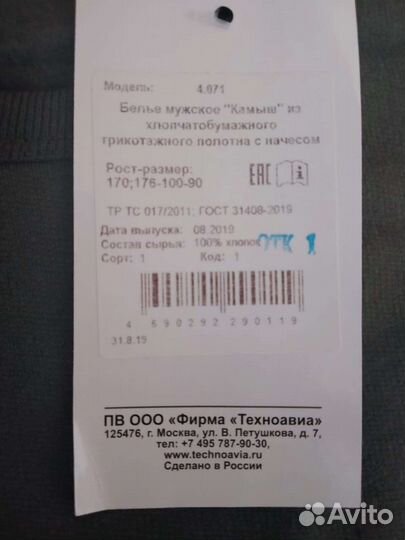 Модель: 4.071
Белье мужское "Камыш" из
хлопчатобумажного
трикотажного полотна с начесом
Рост-размер:
170;176-100-90
EAC
ТР ТС 017/2011; ГОСТ 31408-2019
Дата выпуска: 08.2019
Состав сырья: 100% хлопок
ОТК 1
Сорт: 1 Код: 1
4 690292 290119
31.8.19
ПВ ООО «Фирма «Техноавиа»
125476, г. Москва, ул. В. Петушкова, д. 7,
тел: +7 495 787-90-30,
www.technoavia.ru
Сделано в России
Avito